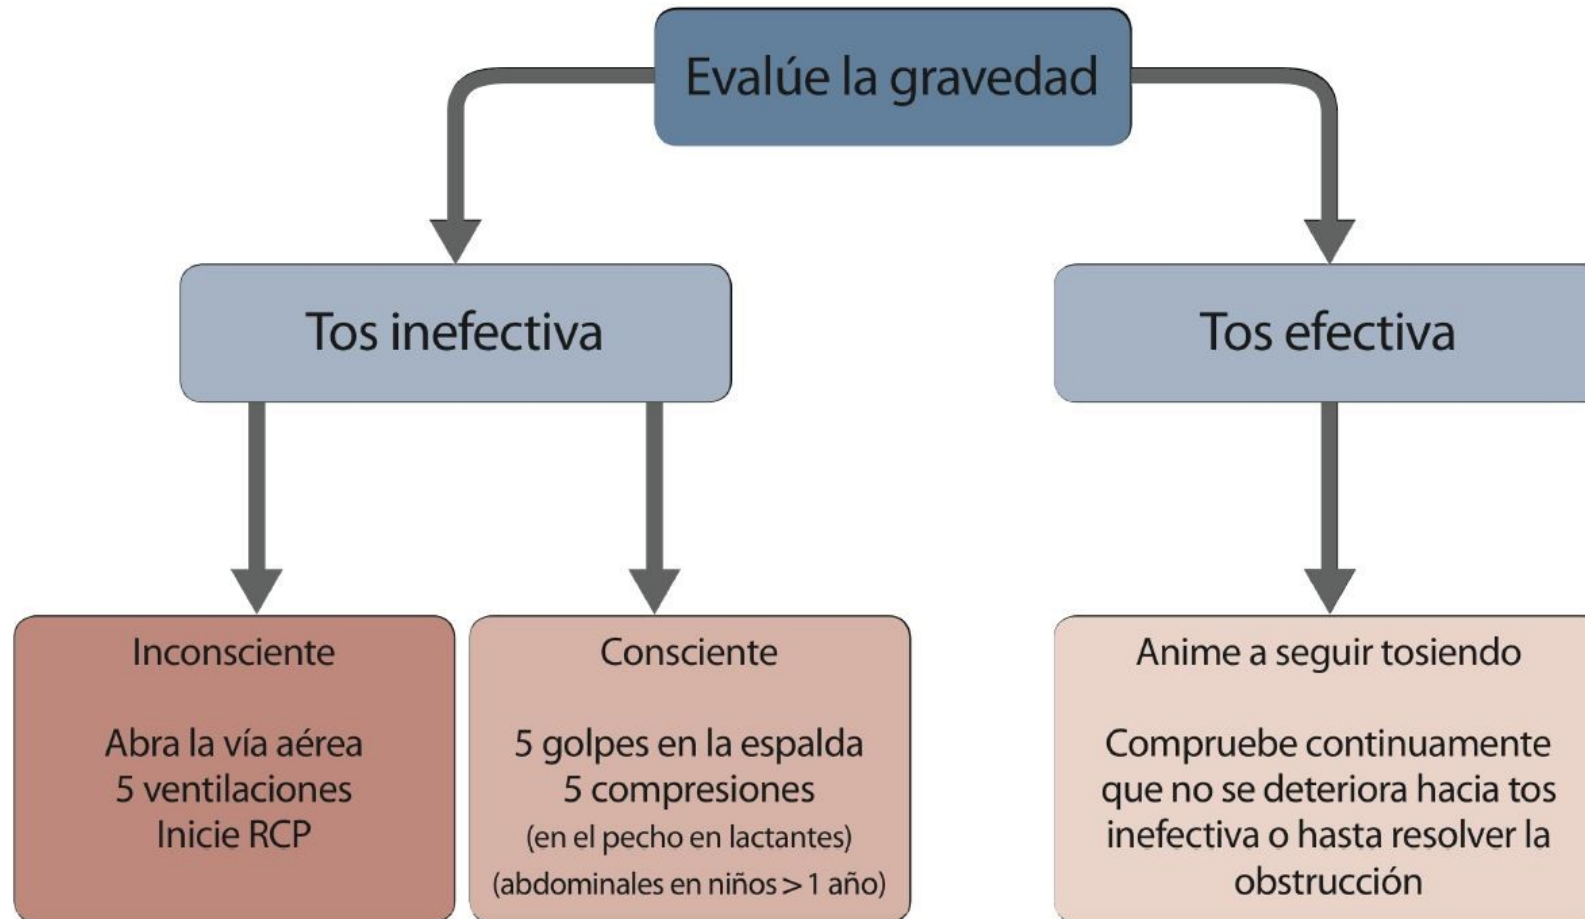 Evalúe la gravedad
Tos inefectiva
Tos efectiva
Inconsciente
Abra la vía aérea
5 ventilaciones
Inicie RCP
Consciente
5 golpes en la espalda
5 compresiones
(en el pecho en lactantes)
(abdominales en niños > 1 año)
Anime a seguir tosiendo
Compruebe continuamente
que no se deteriora hacia tos
inefectiva o hasta resolver la
obstrucción